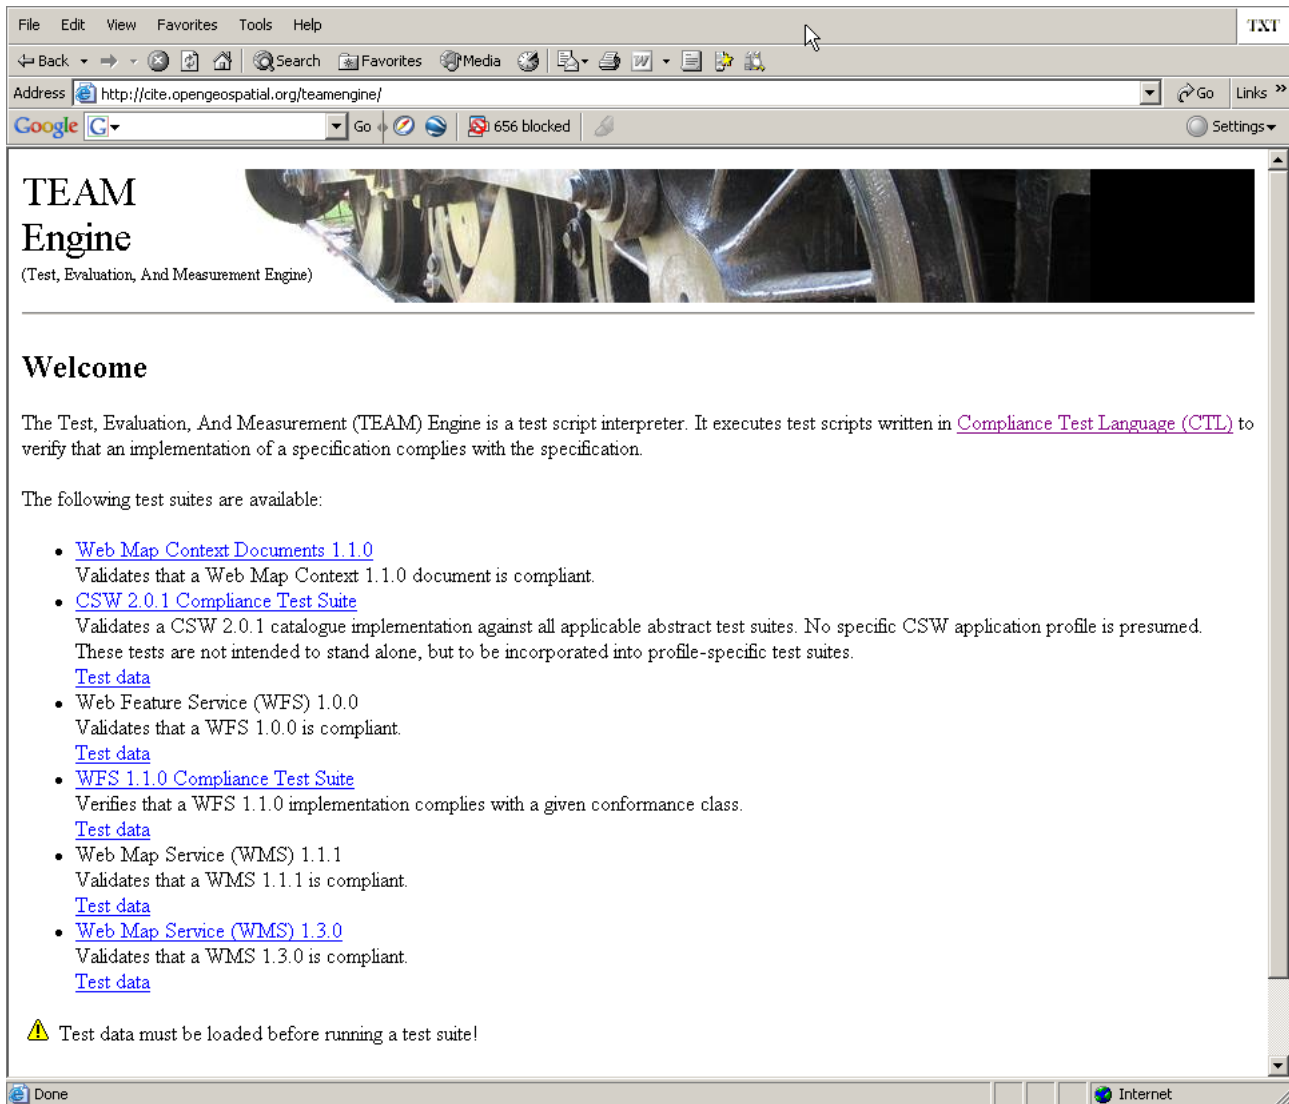 File Edit View Favorites Tools Help TXT
Back Search Favorites Media
Address http://cite.opengeospatial.org/teamengine/ Go Links »
Google G Go 656 blocked Settings
TEAM
Engine
(Test, Evaluation, And Measurement Engine)
Welcome
The Test, Evaluation, And Measurement (TEAM) Engine is a test script interpreter. It executes test scripts written in Compliance Test Language (CTL) to
verify that an implementation of a specification complies with the specification.
The following test suites are available:
• Web Map Context Documents 1.1.0
Validates that a Web Map Context 1.1.0 document is compliant.
• CSW 2.0.1 Compliance Test Suite
Validates a CSW 2.0.1 catalogue implementation against all applicable abstract test suites. No specific CSW application profile is presumed.
These tests are not intended to stand alone, but to be incorporated into profile-specific test suites.
Test data
• Web Feature Service (WFS) 1.0.0
Validates that a WFS 1.0.0 is compliant.
Test data
• WFS 1.1.0 Compliance Test Suite
Verifies that a WFS 1.1.0 implementation complies with a given conformance class.
Test data
• Web Map Service (WMS) 1.1.1
Validates that a WMS 1.1.1 is compliant.
Test data
• Web Map Service (WMS) 1.3.0
Validates that a WMS 1.3.0 is compliant.
Test data
Test data must be loaded before running a test suite!
Done Internet